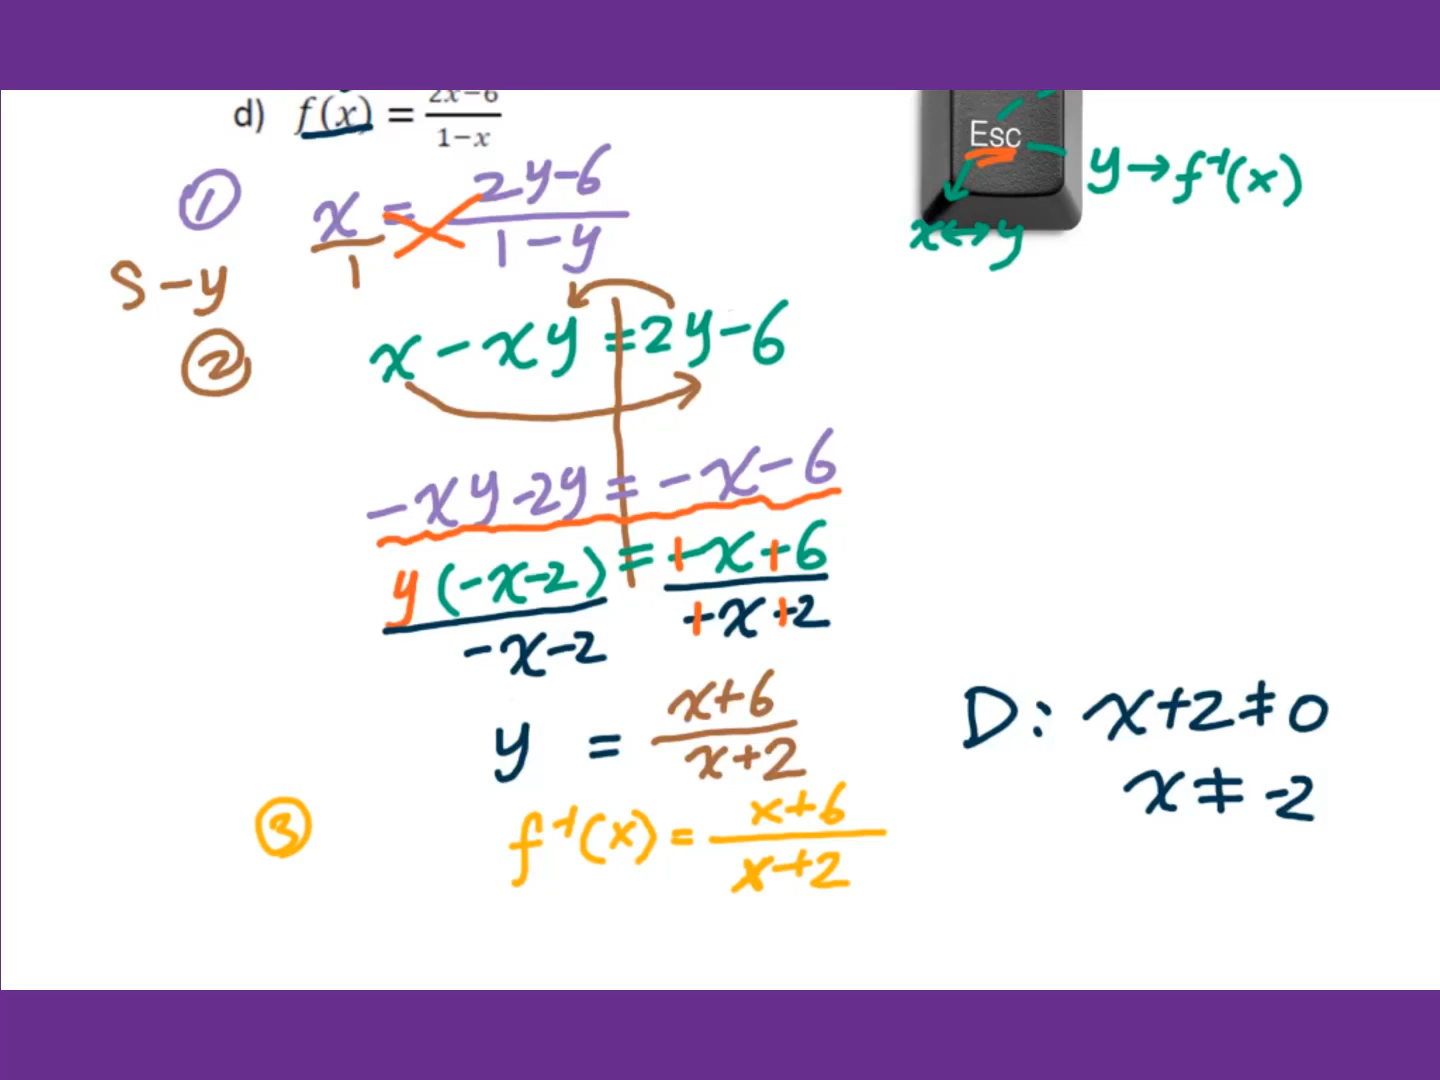 d) f(x) = 2x−6 / 1−x
Esc
y → f⁻¹(x)
x ↔ y
① x/1 = 2y−6 / 1−y
S − y
② x − xy = 2y − 6
−xy −2y = −x − 6
y(−x−2) = +x+6
−x−2   +x+2
y = x+6 / x+2
D: x+2 ≠ 0
x ≠ −2
③ f⁻¹(x) = x+6 / x+2